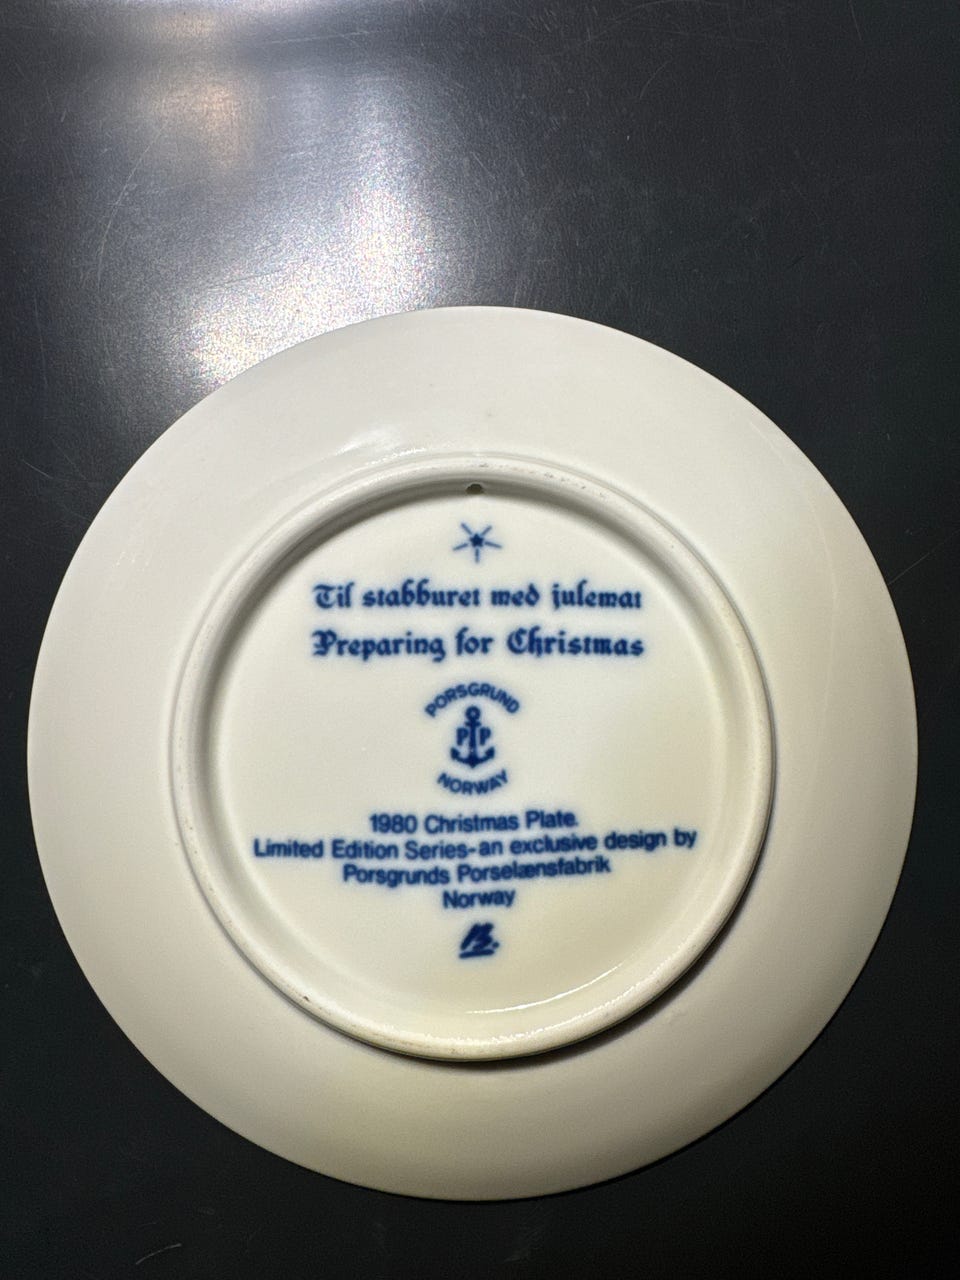 Til stabburet med julemat
Preparing for Christmas
PORSGRUND
PP
NORWAY
1980 Christmas Plate.
Limited Edition Series-an exclusive design by
Porsgrunds Porselænsfabrik
Norway